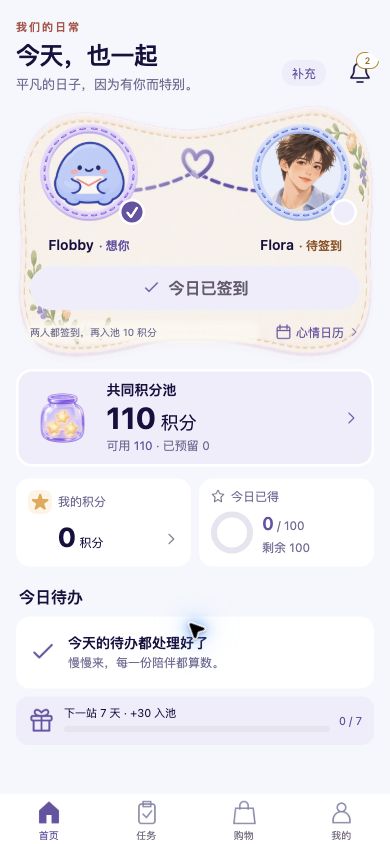 我们的日常
今天，也一起
平凡的日子，因为有你而特别。
补充
2
Flobby · 想你
Flora · 待签到
今日已签到
两人都签到，再入池 10 积分
心情日历
共同积分池
110 积分
可用 110 · 已预留 0
我的积分
0 积分
今日已得
0 / 100
剩余 100
今日待办
今天的待办都处理好了
慢慢来，每一份陪伴都算数。
下一站 7 天 · +30 入池
0 / 7
首页
任务
购物
我的